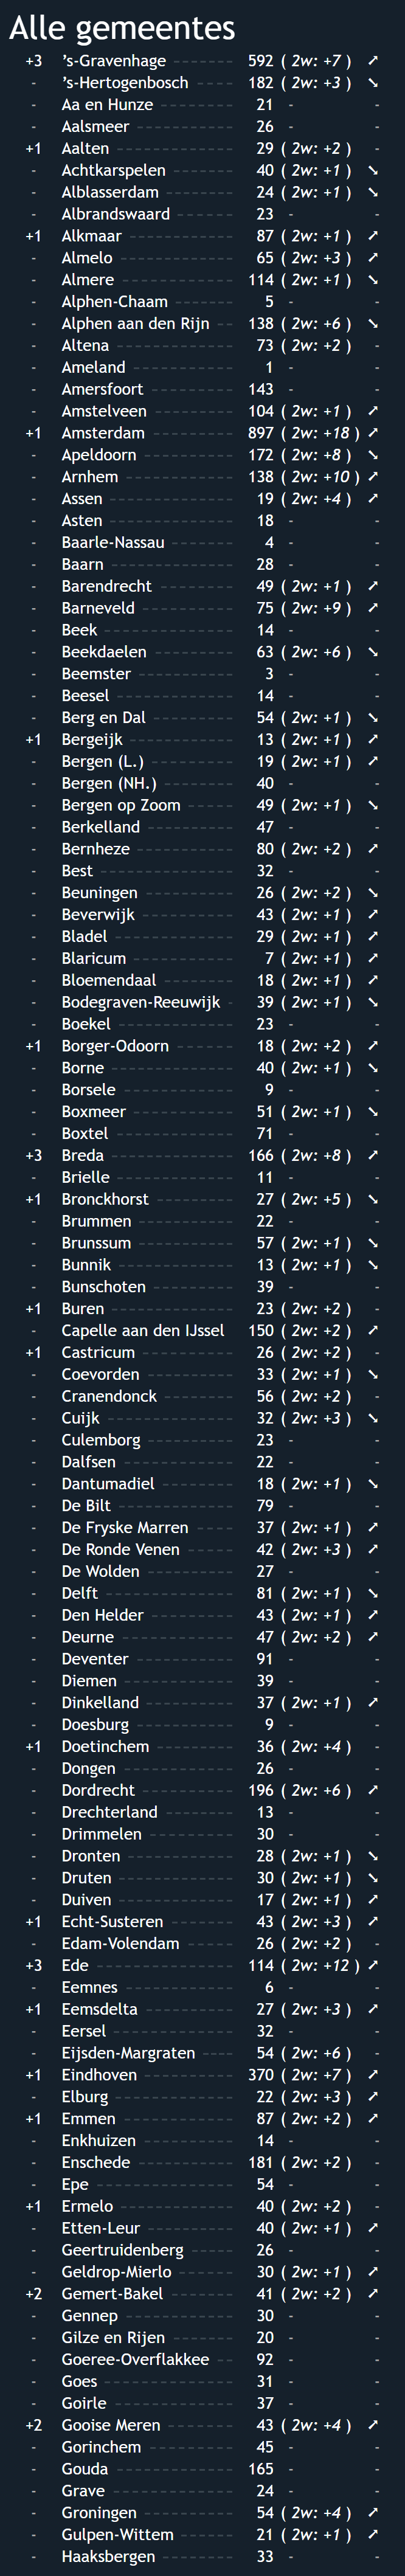 Alle gemeentes
+3 ’s-Gravenhage 592 ( 2w: +7 ) ➚
- ’s-Hertogenbosch 182 ( 2w: +3 ) ➘
- Aa en Hunze 21 - -
- Aalsmeer 26 - -
+1 Aalten 29 ( 2w: +2 ) -
- Achtkarspelen 40 ( 2w: +1 ) ➘
- Alblasserdam 24 ( 2w: +1 ) ➘
- Albrandswaard 23 - -
+1 Alkmaar 87 ( 2w: +1 ) ➚
- Almelo 65 ( 2w: +3 ) ➚
- Almere 114 ( 2w: +1 ) ➘
- Alphen-Chaam 5 - -
- Alphen aan den Rijn 138 ( 2w: +6 ) ➘
- Altena 73 ( 2w: +2 ) -
- Ameland 1 - -
- Amersfoort 143 - -
- Amstelveen 104 ( 2w: +1 ) ➚
+1 Amsterdam 897 ( 2w: +18 ) ➚
- Apeldoorn 172 ( 2w: +8 ) ➘
- Arnhem 138 ( 2w: +10 ) ➚
- Assen 19 ( 2w: +4 ) ➚
- Asten 18 - -
- Baarle-Nassau 4 - -
- Baarn 28 - -
- Barendrecht 49 ( 2w: +1 ) ➚
- Barneveld 75 ( 2w: +9 ) ➚
- Beek 14 - -
- Beekdaelen 63 ( 2w: +6 ) ➘
- Beemster 3 - -
- Beesel 14 - -
- Berg en Dal 54 ( 2w: +1 ) ➘
+1 Bergeijk 13 ( 2w: +1 ) ➚
- Bergen (L.) 19 ( 2w: +1 ) ➚
- Bergen (NH.) 40 - -
- Bergen op Zoom 49 ( 2w: +1 ) ➘
- Berkelland 47 - -
- Bernheze 80 ( 2w: +2 ) ➚
- Best 32 - -
- Beuningen 26 ( 2w: +2 ) ➘
- Beverwijk 43 ( 2w: +1 ) ➚
- Bladel 29 ( 2w: +1 ) ➚
- Blaricum 7 ( 2w: +1 ) ➚
- Bloemendaal 18 ( 2w: +1 ) ➚
- Bodegraven-Reeuwijk 39 ( 2w: +1 ) ➘
- Boekel 23 - -
+1 Borger-Odoorn 18 ( 2w: +2 ) ➚
- Borne 40 ( 2w: +1 ) ➘
- Borsele 9 - -
- Boxmeer 51 ( 2w: +1 ) ➘
- Boxtel 71 - -
+3 Breda 166 ( 2w: +8 ) ➚
- Brielle 11 - -
+1 Bronckhorst 27 ( 2w: +5 ) ➘
- Brummen 22 - -
- Brunssum 57 ( 2w: +1 ) ➘
- Bunnik 13 ( 2w: +1 ) ➘
- Bunschoten 39 - -
+1 Buren 23 ( 2w: +2 ) -
- Capelle aan den IJssel 150 ( 2w: +2 ) ➚
+1 Castricum 26 ( 2w: +2 ) -
- Coevorden 33 ( 2w: +1 ) ➘
- Cranendonck 56 ( 2w: +2 ) -
- Cuijk 32 ( 2w: +3 ) ➘
- Culemborg 23 - -
- Dalfsen 22 - -
- Dantumadiel 18 ( 2w: +1 ) ➘
- De Bilt 79 - -
- De Fryske Marren 37 ( 2w: +1 ) ➚
- De Ronde Venen 42 ( 2w: +3 ) ➚
- De Wolden 27 - -
- Delft 81 ( 2w: +1 ) ➘
- Den Helder 43 ( 2w: +1 ) ➚
- Deurne 47 ( 2w: +2 ) ➚
- Deventer 91 - -
- Diemen 39 - -
- Dinkelland 37 ( 2w: +1 ) ➚
- Doesburg 9 - -
+1 Doetinchem 36 ( 2w: +4 ) -
- Dongen 26 - -
- Dordrecht 196 ( 2w: +6 ) ➚
- Drechterland 13 - -
- Drimmelen 30 - -
- Dronten 28 ( 2w: +1 ) ➘
- Druten 30 ( 2w: +1 ) ➘
- Duiven 17 ( 2w: +1 ) ➚
+1 Echt-Susteren 43 ( 2w: +3 ) ➚
- Edam-Volendam 26 ( 2w: +2 ) -
+3 Ede 114 ( 2w: +12 ) ➚
- Eemnes 6 - -
+1 Eemsdelta 27 ( 2w: +3 ) ➚
- Eersel 32 - -
- Eijsden-Margraten 54 ( 2w: +6 ) -
+1 Eindhoven 370 ( 2w: +7 ) ➚
- Elburg 22 ( 2w: +3 ) ➚
+1 Emmen 87 ( 2w: +2 ) ➚
- Enkhuizen 14 - -
- Enschede 181 ( 2w: +2 ) -
- Epe 54 - -
+1 Ermelo 40 ( 2w: +2 ) -
- Etten-Leur 40 ( 2w: +1 ) ➚
- Geertruidenberg 26 - -
- Geldrop-Mierlo 30 ( 2w: +1 ) ➚
+2 Gemert-Bakel 41 ( 2w: +2 ) ➚
- Gennep 30 - -
- Gilze en Rijen 20 - -
- Goeree-Overflakkee 92 - -
- Goes 31 - -
- Goirle 37 - -
+2 Gooise Meren 43 ( 2w: +4 ) ➚
- Gorinchem 45 - -
- Gouda 165 - -
- Grave 24 - -
- Groningen 54 ( 2w: +4 ) ➚
- Gulpen-Wittem 21 ( 2w: +1 ) ➚
- Haaksbergen 33 - -